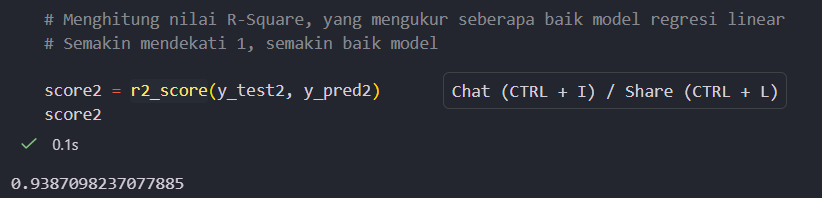 # Menghitung nilai R-Square, yang mengukur seberapa baik model regresi linear
# Semakin mendekati 1, semakin baik model
score2 = r2_score(y_test2, y_pred2)
Chat (CTRL + I) / Share (CTRL + L)
score2
0.1s
0.9387098237077885